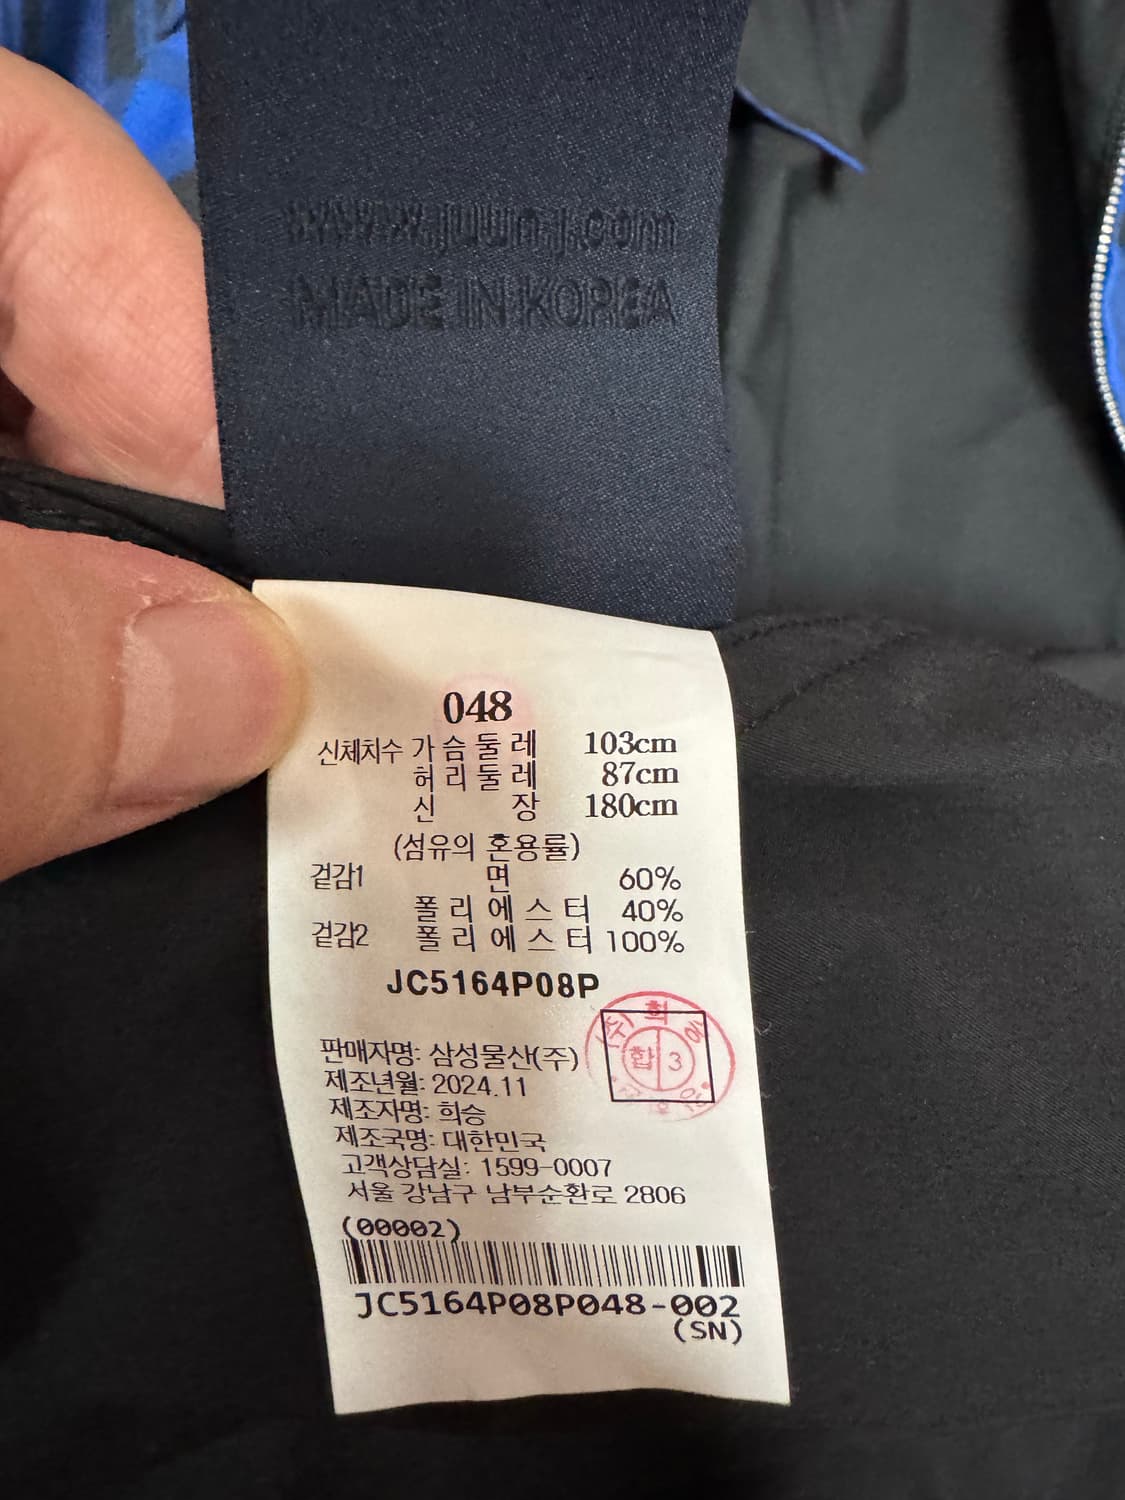 www.juun-j.com
MADE IN KOREA
048
신체치수 가슴둘레 103cm
허리둘레 87cm
신 장 180cm
(섬유의 혼용률)
겉감1 면 60%
폴리에스터 40%
겉감2 폴리에스터 100%
JC5164P08P
(주)희
합 3
판매자명: 삼성물산(주)
제조년월: 2024.11
제조자명: 희승
제조국명: 대한민국
고객상담실: 1599-0007
서울 강남구 남부순환로 2806
(00002)
JC5164P08P048-002
(SN)